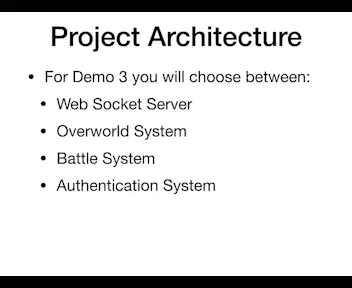 Project Architecture
• For Demo 3 you will choose between:
• Web Socket Server
• Overworld System
• Battle System
• Authentication System